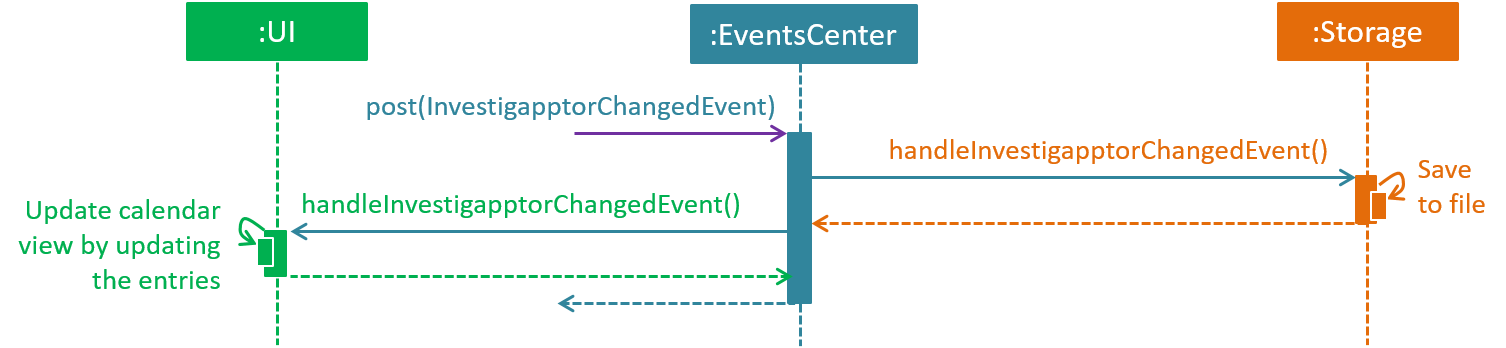 :UI
:EventsCenter
:Storage
post(InvestigapptorChangedEvent)
handleInvestigapptorChangedEvent()
Save
to file
handleInvestigapptorChangedEvent()
Update calendar
view by updating
the entries